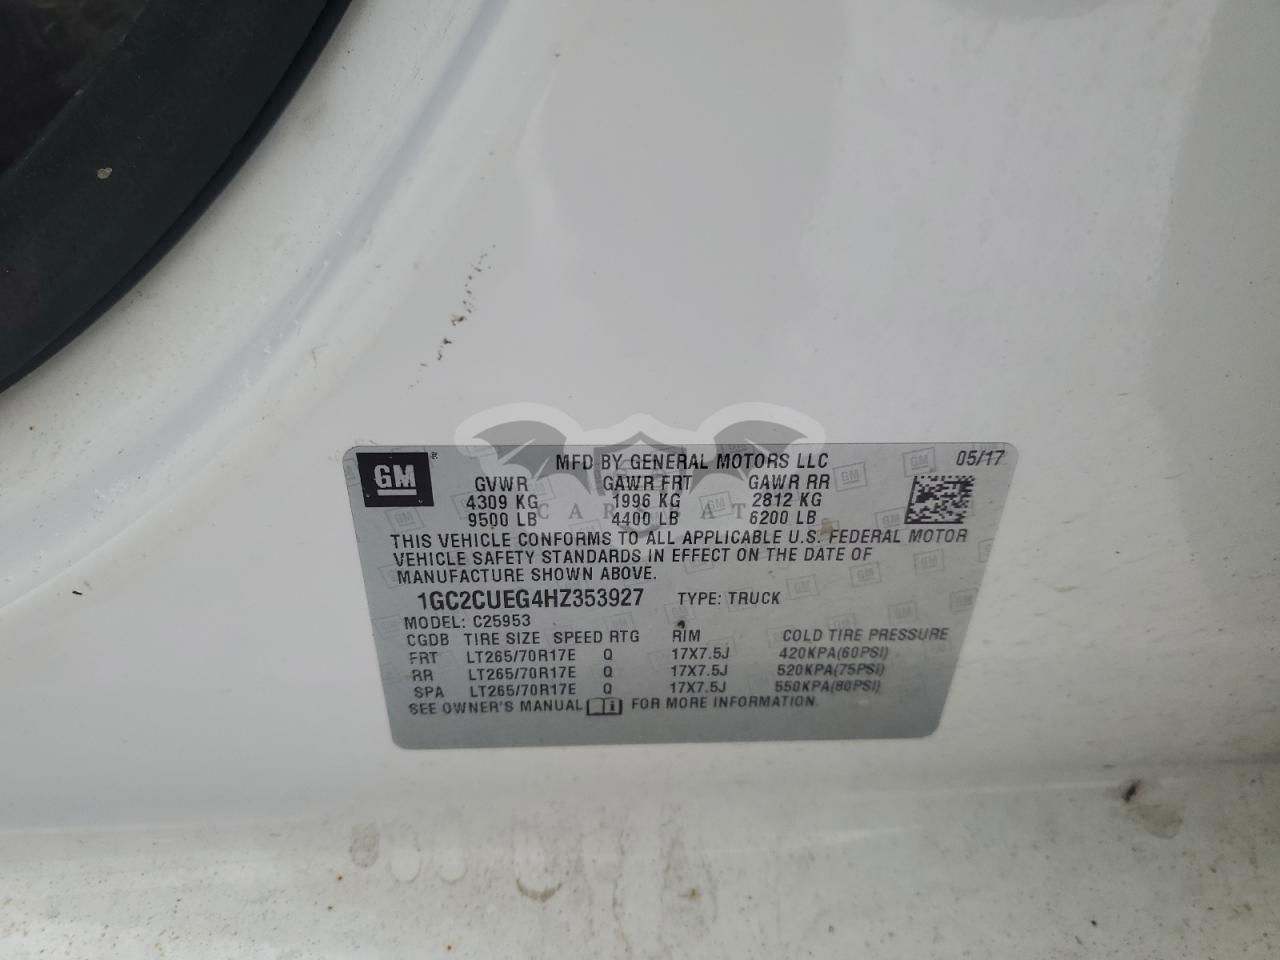 GM ®
MFD BY GENERAL MOTORS LLC 05/17
GVWR GAWR FRT GAWR RR
4309 KG 1996 KG 2812 KG
9500 LB 4400 LB 6200 LB
THIS VEHICLE CONFORMS TO ALL APPLICABLE U.S. FEDERAL MOTOR
VEHICLE SAFETY STANDARDS IN EFFECT ON THE DATE OF
MANUFACTURE SHOWN ABOVE.
1GC2CUEG4HZ353927 TYPE: TRUCK
MODEL: C25953
CGDB TIRE SIZE SPEED RTG RIM COLD TIRE PRESSURE
FRT LT265/70R17E Q 17X7.5J 420KPA(60PSI)
RR LT265/70R17E Q 17X7.5J 520KPA(75PSI)
SPA LT265/70R17E Q 17X7.5J 550KPA(80PSI)
SEE OWNER'S MANUAL FOR MORE INFORMATION.